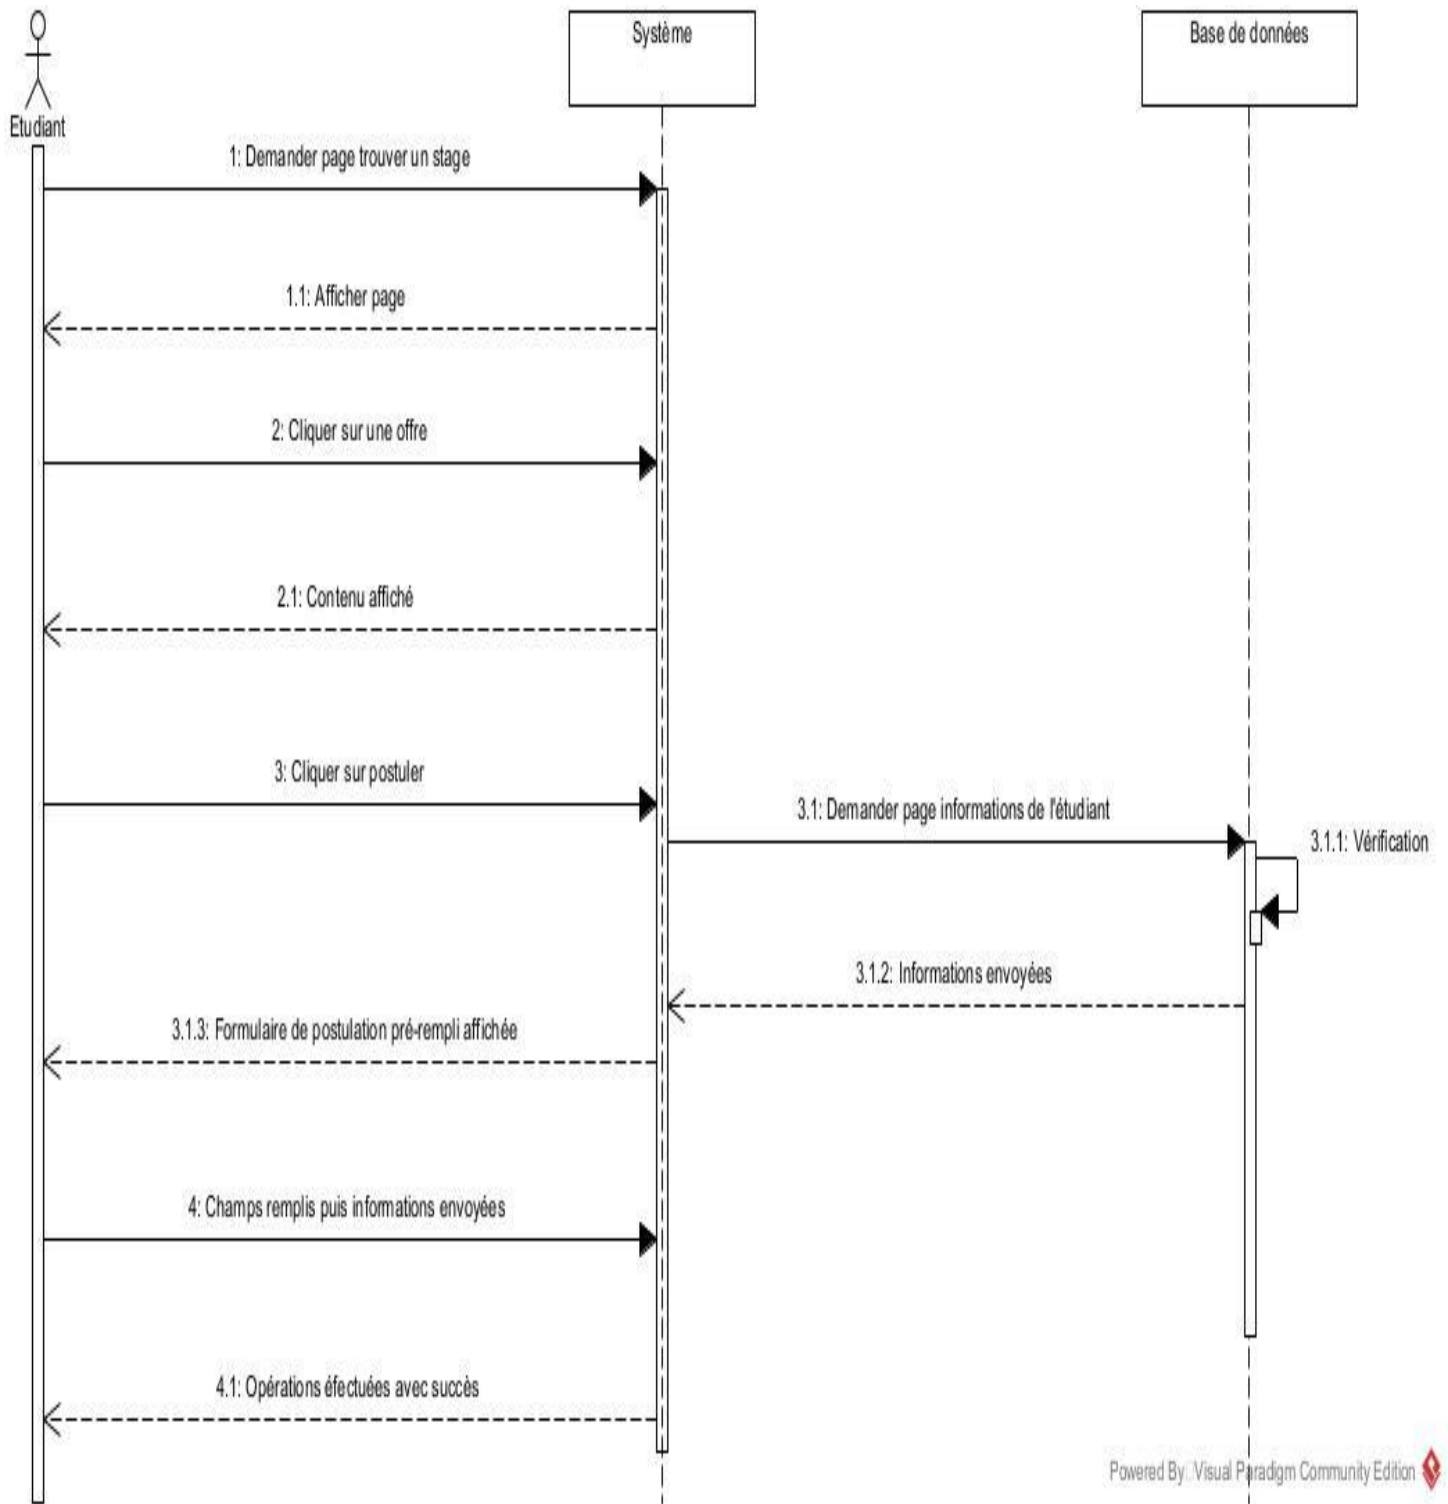 Système
Base de données
Etudiant
1: Demander page trouver un stage
1.1: Afficher page
2: Cliquer sur une offre
2.1: Contenu affiché
3: Cliquer sur postuler
3.1: Demander page informations de l'étudiant
3.1.1: Vérification
3.1.2: Informations envoyées
3.1.3: Formulaire de postulation pré-rempli affichée
4: Champs remplis puis informations envoyées
4.1: Opérations éfectuées avec succès
Powered By Visual Paradigm Community Edition